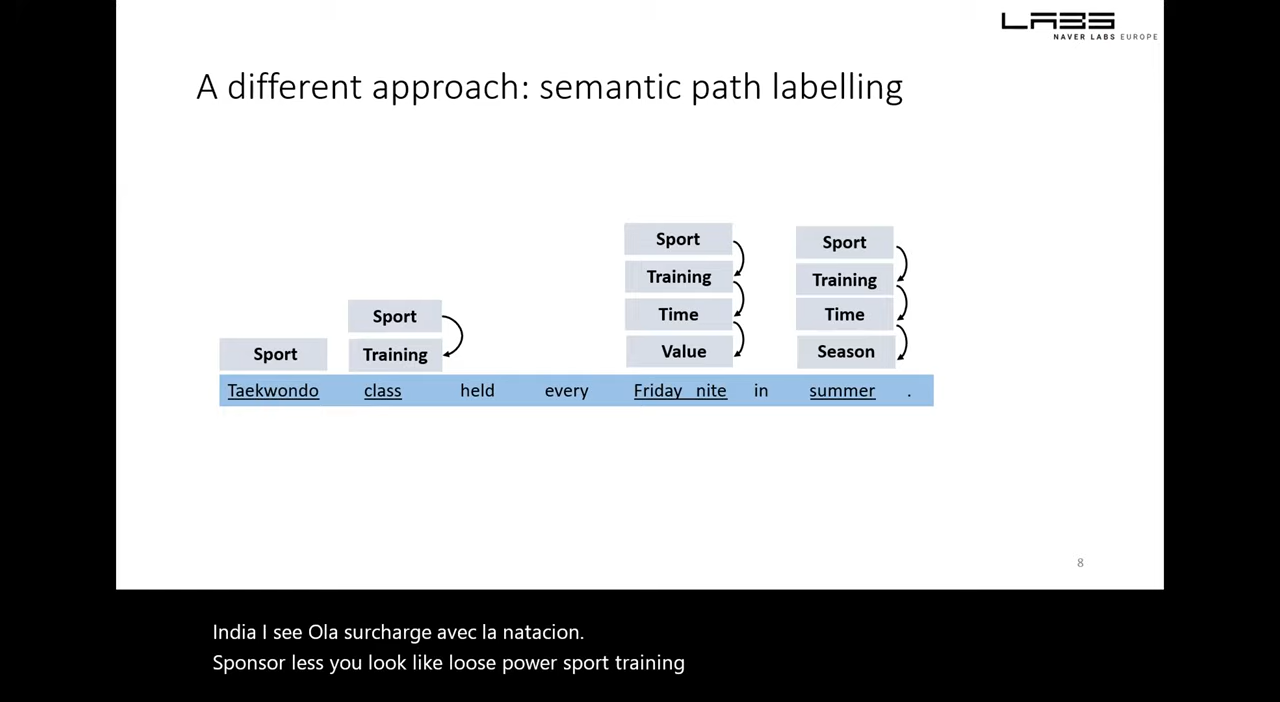 LABS
NAVER LABS EUROPE
A different approach: semantic path labelling
Sport
Sport
Training
Sport
Training
Time
Value
Sport
Training
Time
Season
Taekwondo class held every Friday nite in summer .
8
India I see Ola surcharge avec la natacion.
Sponsor less you look like loose power sport training